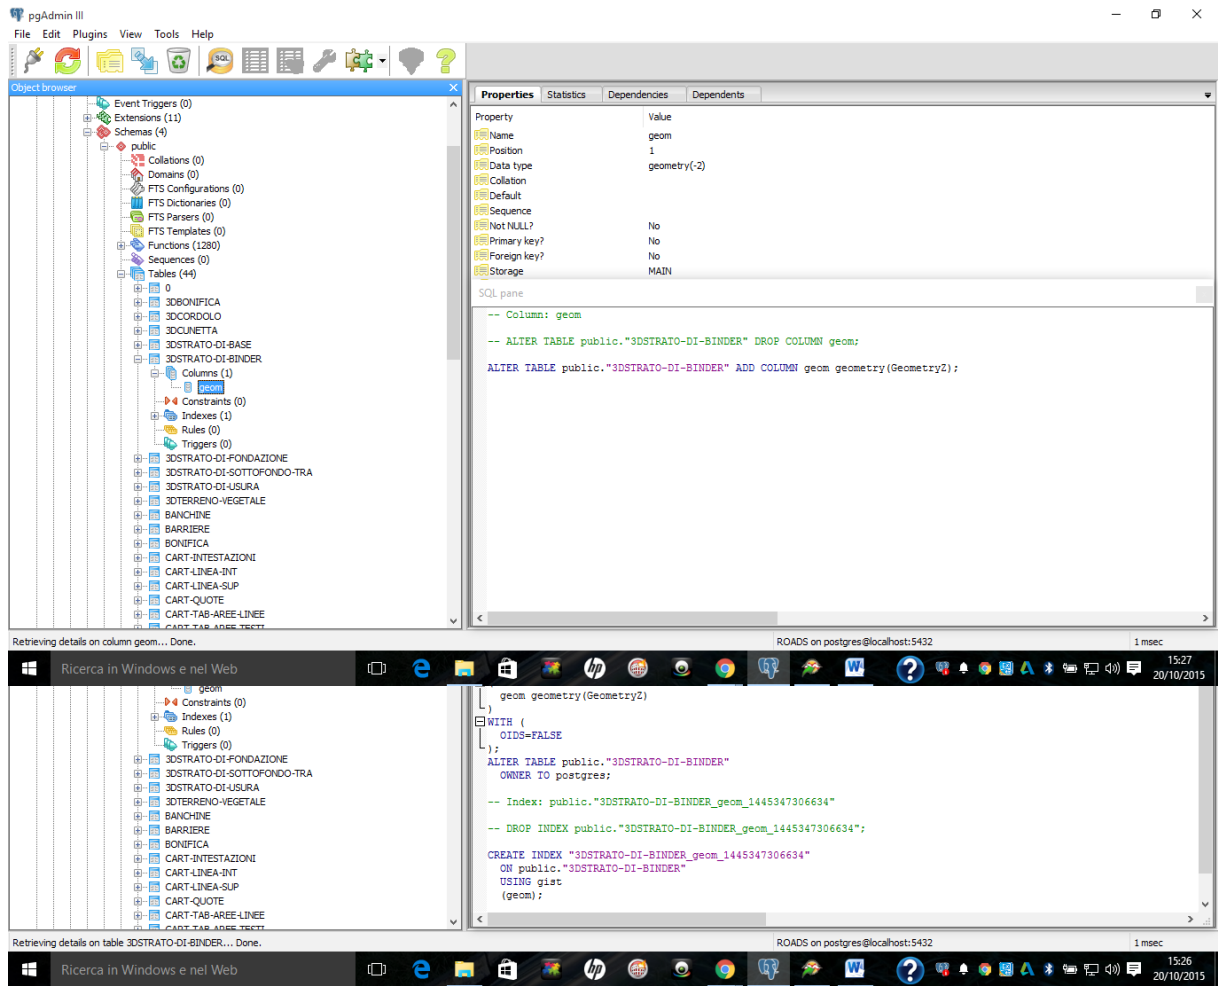 pgAdmin III
File Edit Plugins View Tools Help
SQL
Object browser
Event Triggers (0)
Extensions (11)
Schemas (4)
public
Collations (0)
Domains (0)
FTS Configurations (0)
FTS Dictionaries (0)
FTS Parsers (0)
FTS Templates (0)
Functions (1280)
Sequences (0)
Tables (44)
0
3DBONIFICA
3DCORDOLO
3DCUNETTA
3DSTRATO-DI-BASE
3DSTRATO-DI-BINDER
Columns (1)
geom
Constraints (0)
Indexes (1)
Rules (0)
Triggers (0)
3DSTRATO-DI-FONDAZIONE
3DSTRATO-DI-SOTTOFONDO-TRA
3DSTRATO-DI-USURA
3DTERRENO-VEGETALE
BANCHINE
BARRIERE
BONIFICA
CART-INTESTAZIONI
CART-LINEA-INT
CART-LINEA-SUP
CART-QUOTE
CART-TAB-AREE-LINEE
CART-TAB-AREE-TESTI
Properties Statistics Dependencies Dependents
Property Value
Name geom
Position 1
Data type geometry(-2)
Collation
Default
Sequence
Not NULL? No
Primary key? No
Foreign key? No
Storage MAIN
SQL pane
-- Column: geom
-- ALTER TABLE public."3DSTRATO-DI-BINDER" DROP COLUMN geom;
ALTER TABLE public."3DSTRATO-DI-BINDER" ADD COLUMN geom geometry(GeometryZ);
Retrieving details on column geom... Done. ROADS on postgres@localhost:5432 1 msec
Ricerca in Windows e nel Web 15:27
20/10/2015
geom
Constraints (0)
Indexes (1)
Rules (0)
Triggers (0)
3DSTRATO-DI-FONDAZIONE
3DSTRATO-DI-SOTTOFONDO-TRA
3DSTRATO-DI-USURA
3DTERRENO-VEGETALE
BANCHINE
BARRIERE
BONIFICA
CART-INTESTAZIONI
CART-LINEA-INT
CART-LINEA-SUP
CART-QUOTE
CART-TAB-AREE-LINEE
CART-TAB-AREE-TESTI
geom geometry(GeometryZ)
)
WITH (
OIDS=FALSE
);
ALTER TABLE public."3DSTRATO-DI-BINDER"
OWNER TO postgres;
-- Index: public."3DSTRATO-DI-BINDER_geom_1445347306634"
-- DROP INDEX public."3DSTRATO-DI-BINDER_geom_1445347306634";
CREATE INDEX "3DSTRATO-DI-BINDER_geom_1445347306634"
ON public."3DSTRATO-DI-BINDER"
USING gist
(geom);
Retrieving details on table 3DSTRATO-DI-BINDER... Done. ROADS on postgres@localhost:5432 1 msec
Ricerca in Windows e nel Web 15:26
20/10/2015